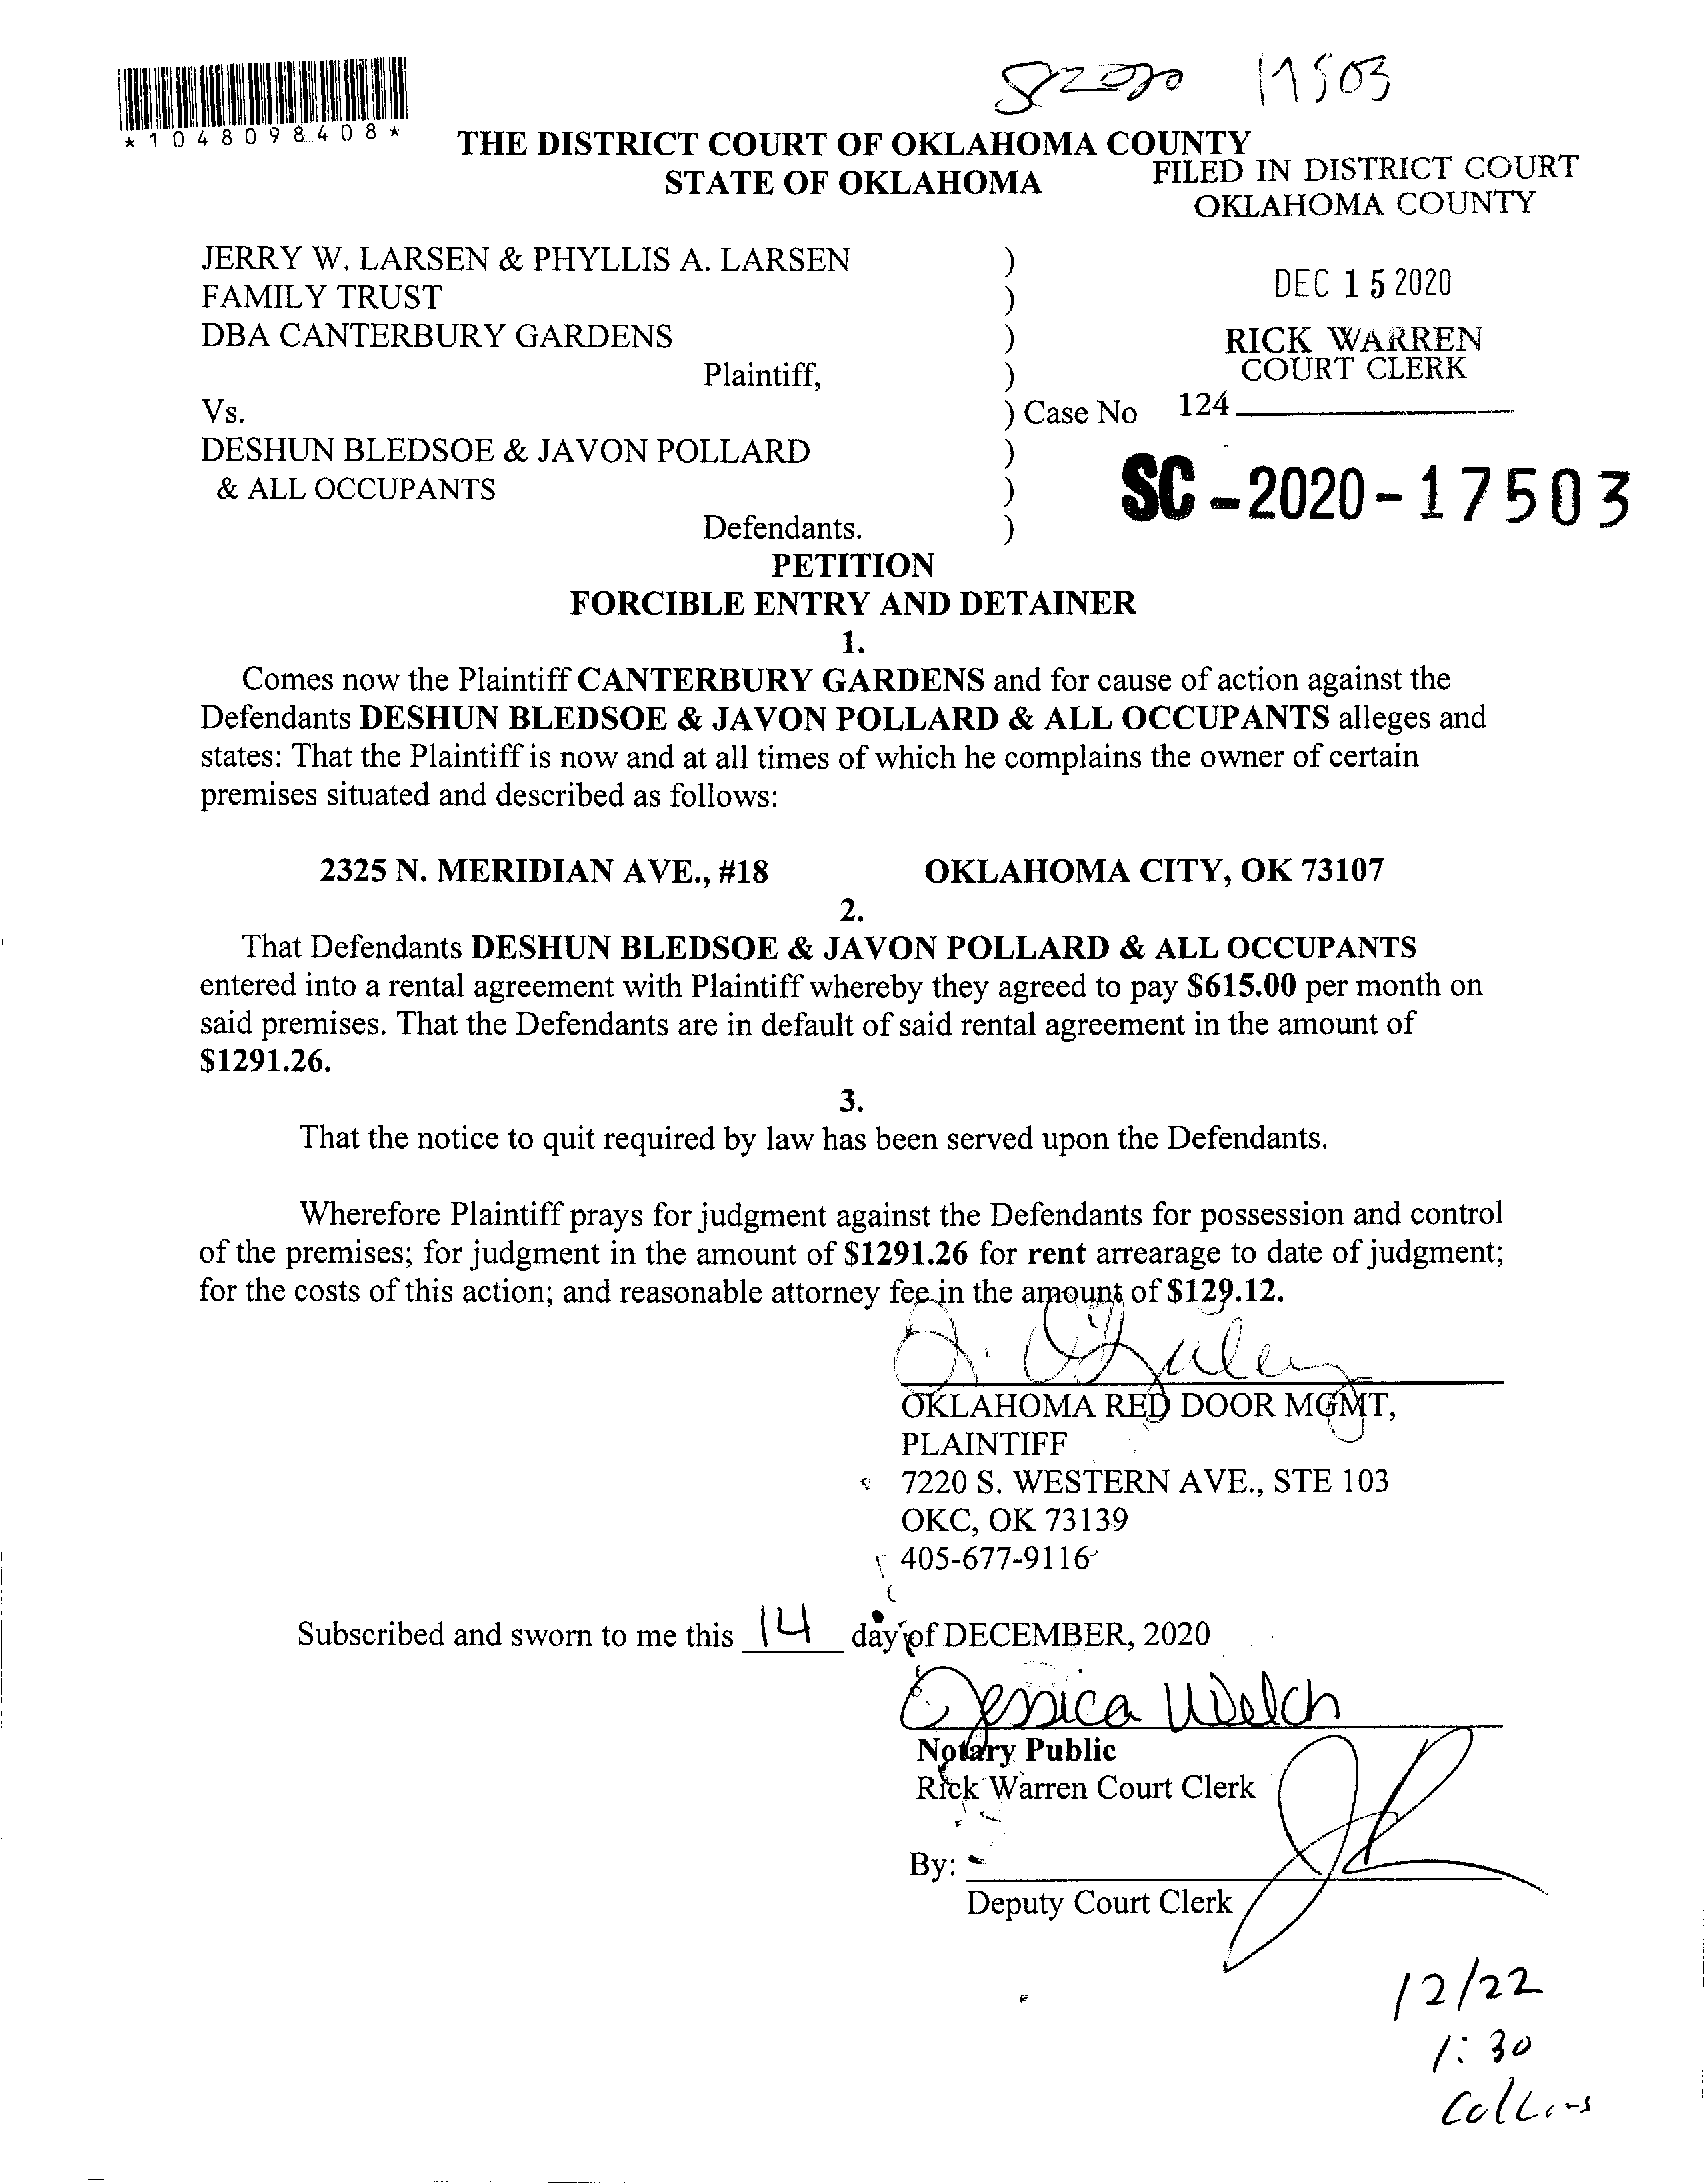 *1048098408*
SC2020 17503
THE DISTRICT COURT OF OKLAHOMA COUNTY
STATE OF OKLAHOMA
FILED IN DISTRICT COURT
OKLAHOMA COUNTY
DEC 15 2020
RICK WARREN
COURT CLERK
124
JERRY W. LARSEN & PHYLLIS A. LARSEN )
FAMILY TRUST )
DBA CANTERBURY GARDENS )
Plaintiff, )
Vs. ) Case No
DESHUN BLEDSOE & JAVON POLLARD )
& ALL OCCUPANTS )
Defendants. )
SC-2020-17503
PETITION
FORCIBLE ENTRY AND DETAINER
1.
Comes now the Plaintiff CANTERBURY GARDENS and for cause of action against the
Defendants DESHUN BLEDSOE & JAVON POLLARD & ALL OCCUPANTS alleges and
states: That the Plaintiff is now and at all times of which he complains the owner of certain
premises situated and described as follows:
2325 N. MERIDIAN AVE., #18 OKLAHOMA CITY, OK 73107
2.
That Defendants DESHUN BLEDSOE & JAVON POLLARD & ALL OCCUPANTS
entered into a rental agreement with Plaintiff whereby they agreed to pay $615.00 per month on
said premises. That the Defendants are in default of said rental agreement in the amount of
$1291.26.
3.
That the notice to quit required by law has been served upon the Defendants.
Wherefore Plaintiff prays for judgment against the Defendants for possession and control
of the premises; for judgment in the amount of $1291.26 for rent arrearage to date of judgment;
for the costs of this action; and reasonable attorney fee in the amount of $129.12.
OKLAHOMA RED DOOR MGMT,
PLAINTIFF
7220 S. WESTERN AVE., STE 103
OKC, OK 73139
405-677-9116
Subscribed and sworn to me this 14 day of DECEMBER, 2020
Jessica Welch
Notary Public
Rick Warren Court Clerk
By:
Deputy Court Clerk
12/22
1:30
Collins